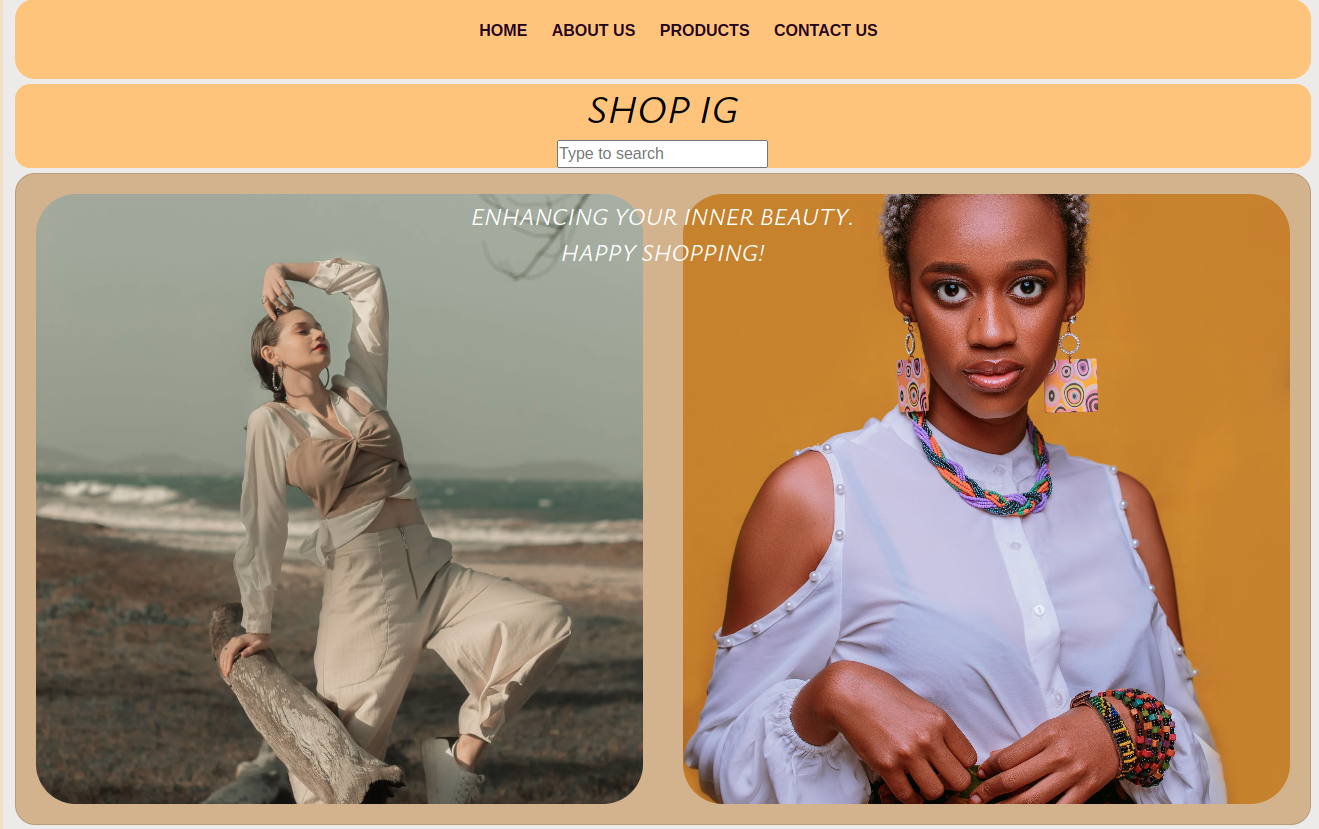 HOME ABOUT US PRODUCTS CONTACT US
SHOP IG
Type to search
ENHANCING YOUR INNER BEAUTY.
HAPPY SHOPPING!